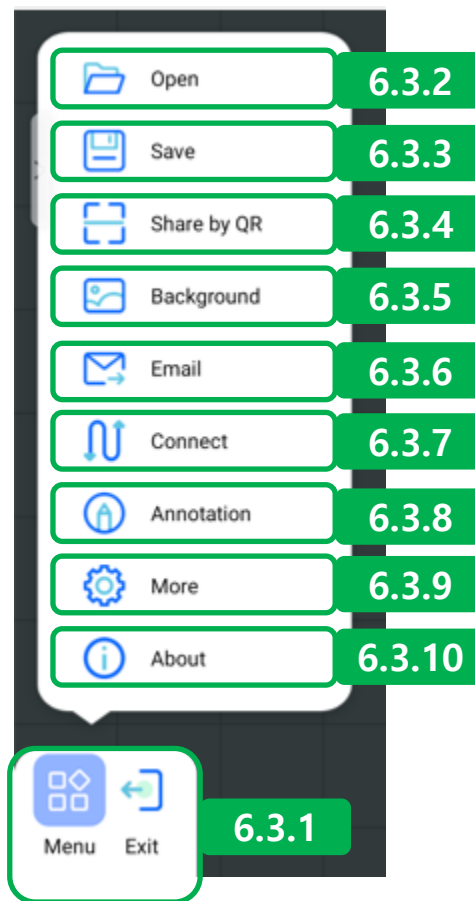 Open 6.3.2
Save 6.3.3
Share by QR 6.3.4
Background 6.3.5
Email 6.3.6
Connect 6.3.7
Annotation 6.3.8
More 6.3.9
About 6.3.10
Menu Exit 6.3.1